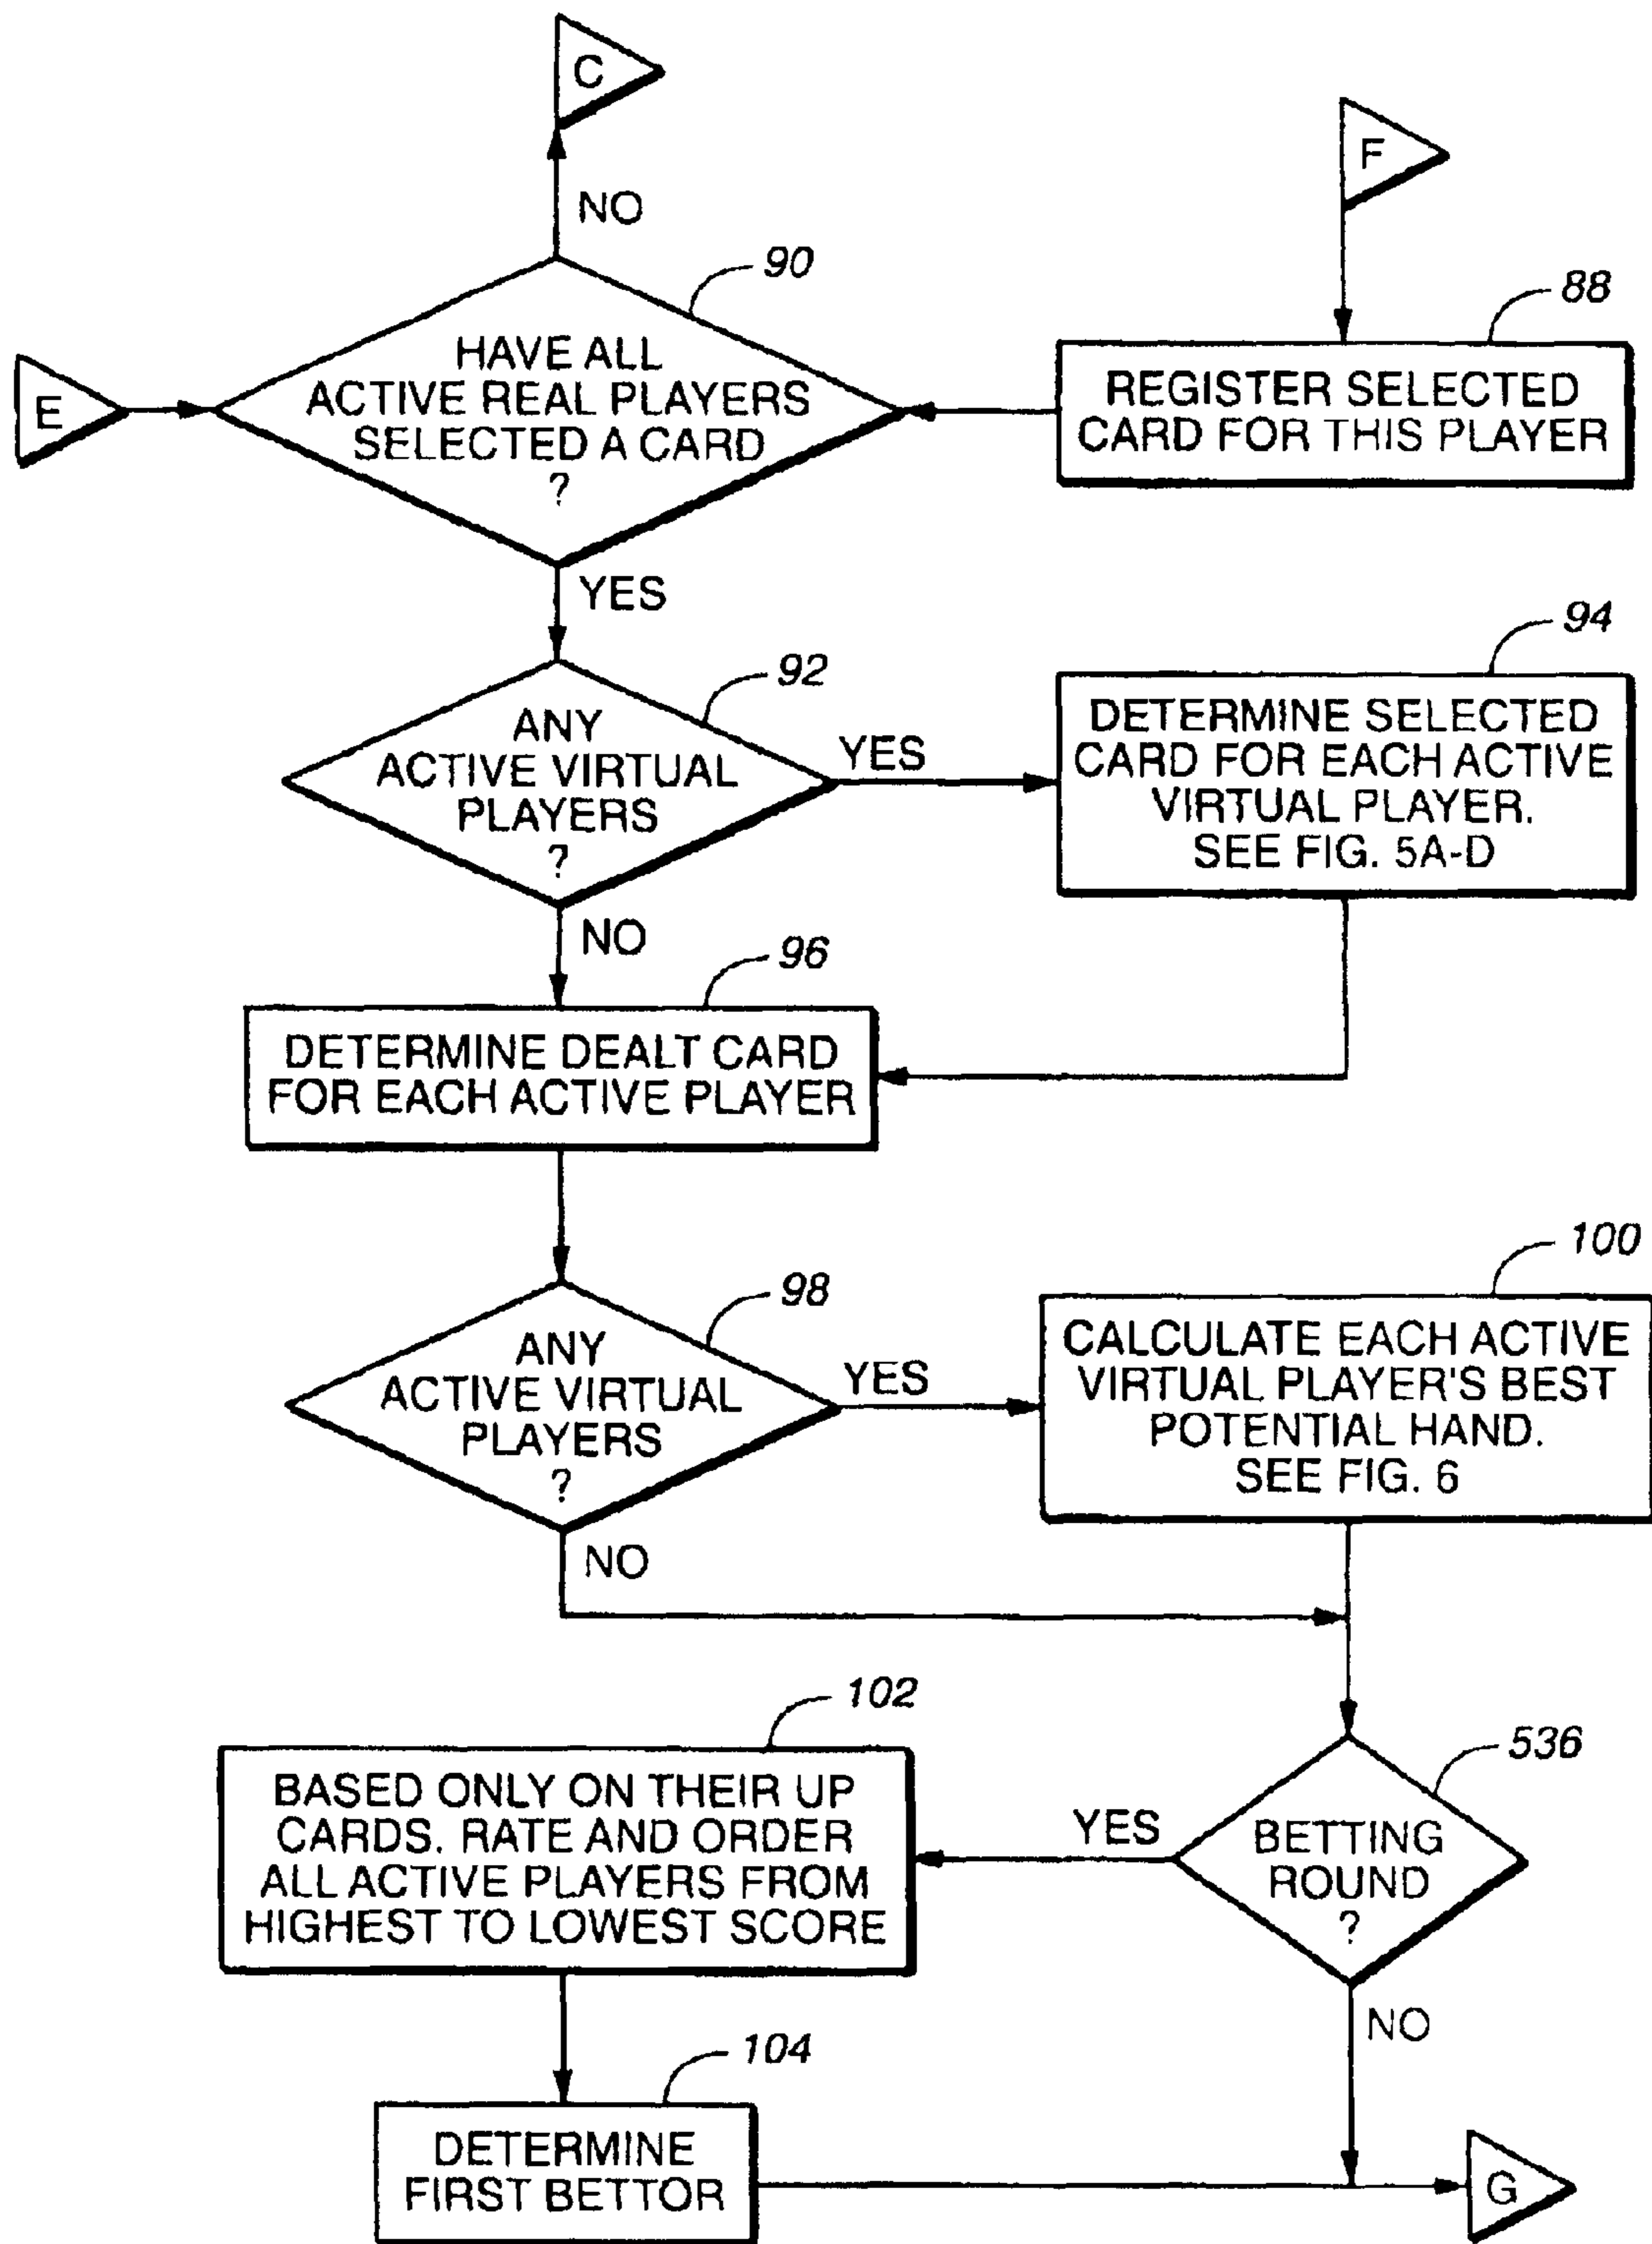 C
F
NO
90
88
HAVE ALL
ACTIVE REAL PLAYERS
SELECTED A CARD
?
E
REGISTER SELECTED
CARD FOR THIS PLAYER
YES
92
94
ANY
ACTIVE VIRTUAL
PLAYERS
?
YES
DETERMINE SELECTED
CARD FOR EACH ACTIVE
VIRTUAL PLAYER.
SEE FIG. 5A-D
NO
96
DETERMINE DEALT CARD
FOR EACH ACTIVE PLAYER
98
100
ANY
ACTIVE VIRTUAL
PLAYERS
?
YES
CALCULATE EACH ACTIVE
VIRTUAL PLAYER'S BEST
POTENTIAL HAND.
SEE FIG. 6
NO
102
536
BASED ONLY ON THEIR UP
CARDS. RATE AND ORDER
ALL ACTIVE PLAYERS FROM
HIGHEST TO LOWEST SCORE
YES
BETTING
ROUND
?
NO
104
DETERMINE
FIRST BETTOR
G